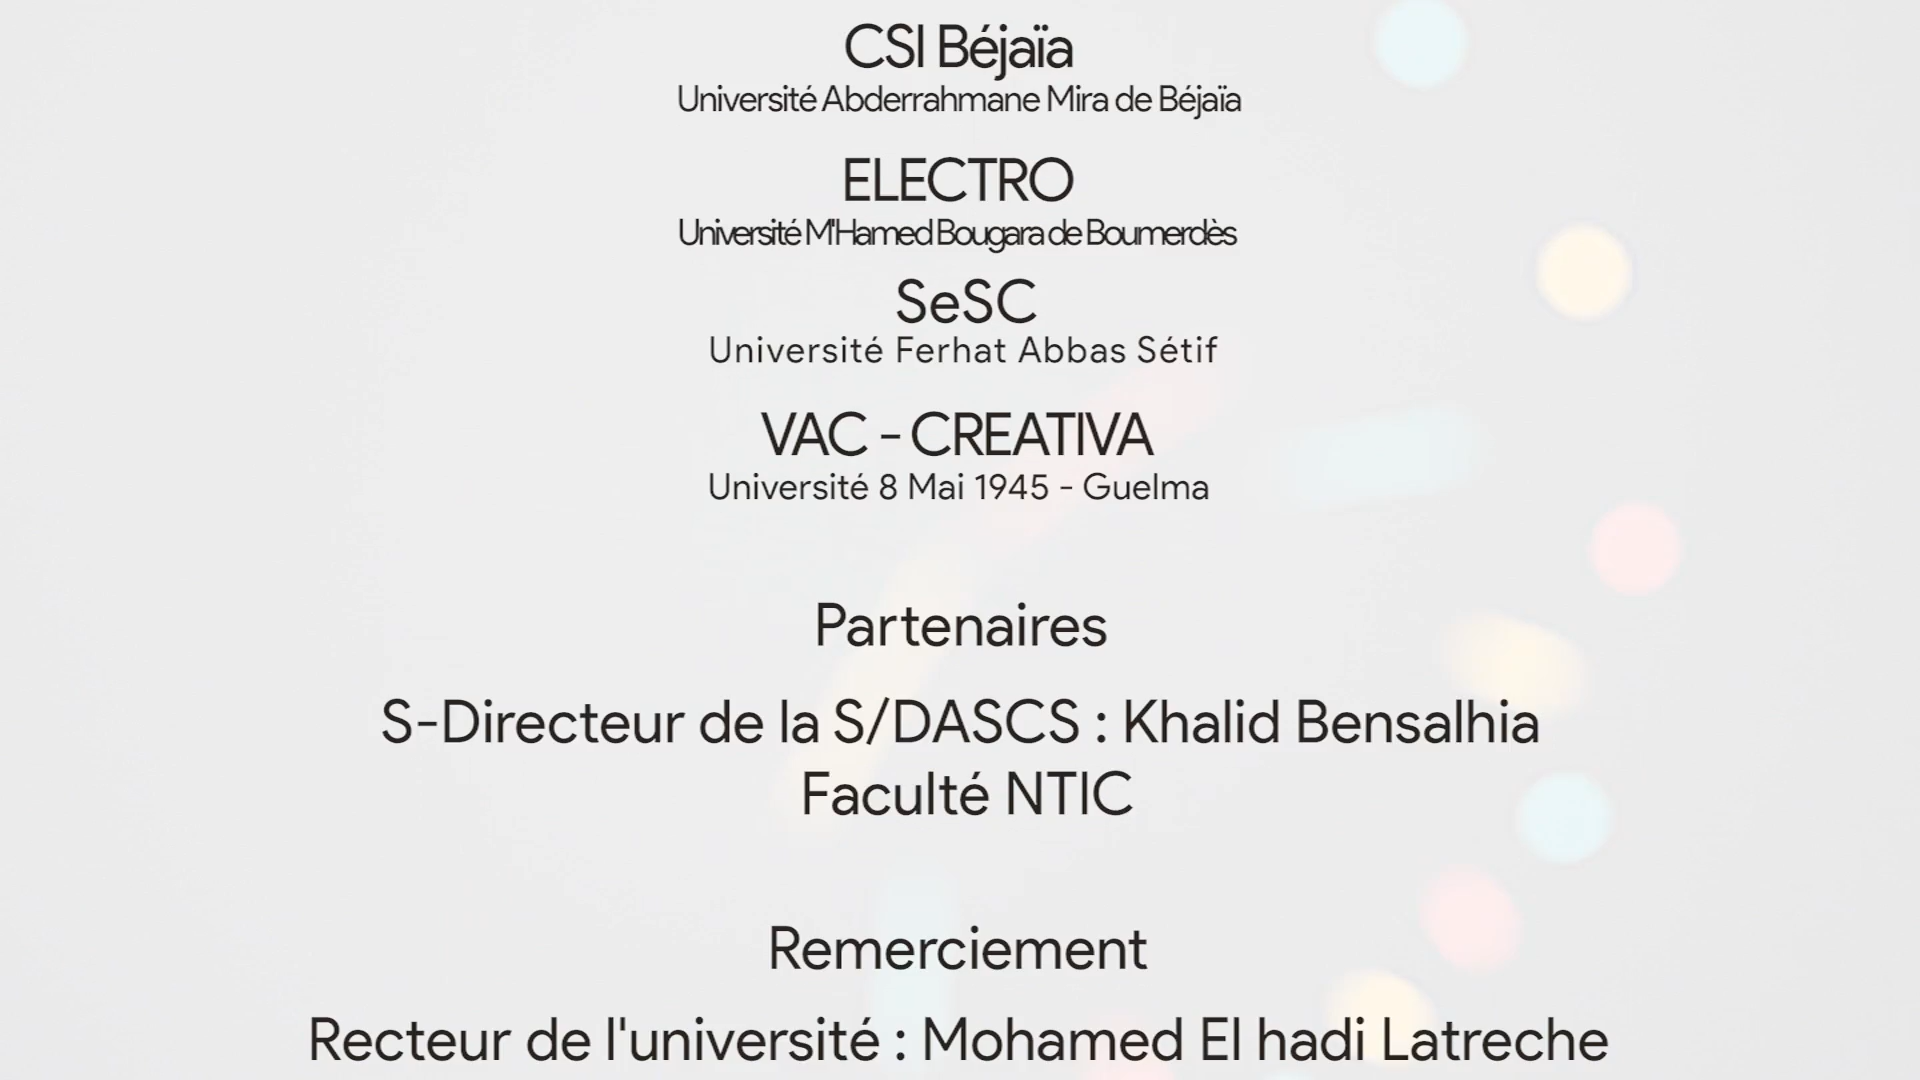 CSI Béjaïa
Université Abderrahmane Mira de Béjaïa
ELECTRO
Université M'Hamed Bougara de Boumerdès
SeSC
Université Ferhat Abbas Sétif
VAC - CREATIVA
Université 8 Mai 1945 - Guelma
Partenaires
S-Directeur de la S/DASCS : Khalid Bensalhia
Faculté NTIC
Remerciement
Recteur de l'université : Mohamed El hadi Latreche